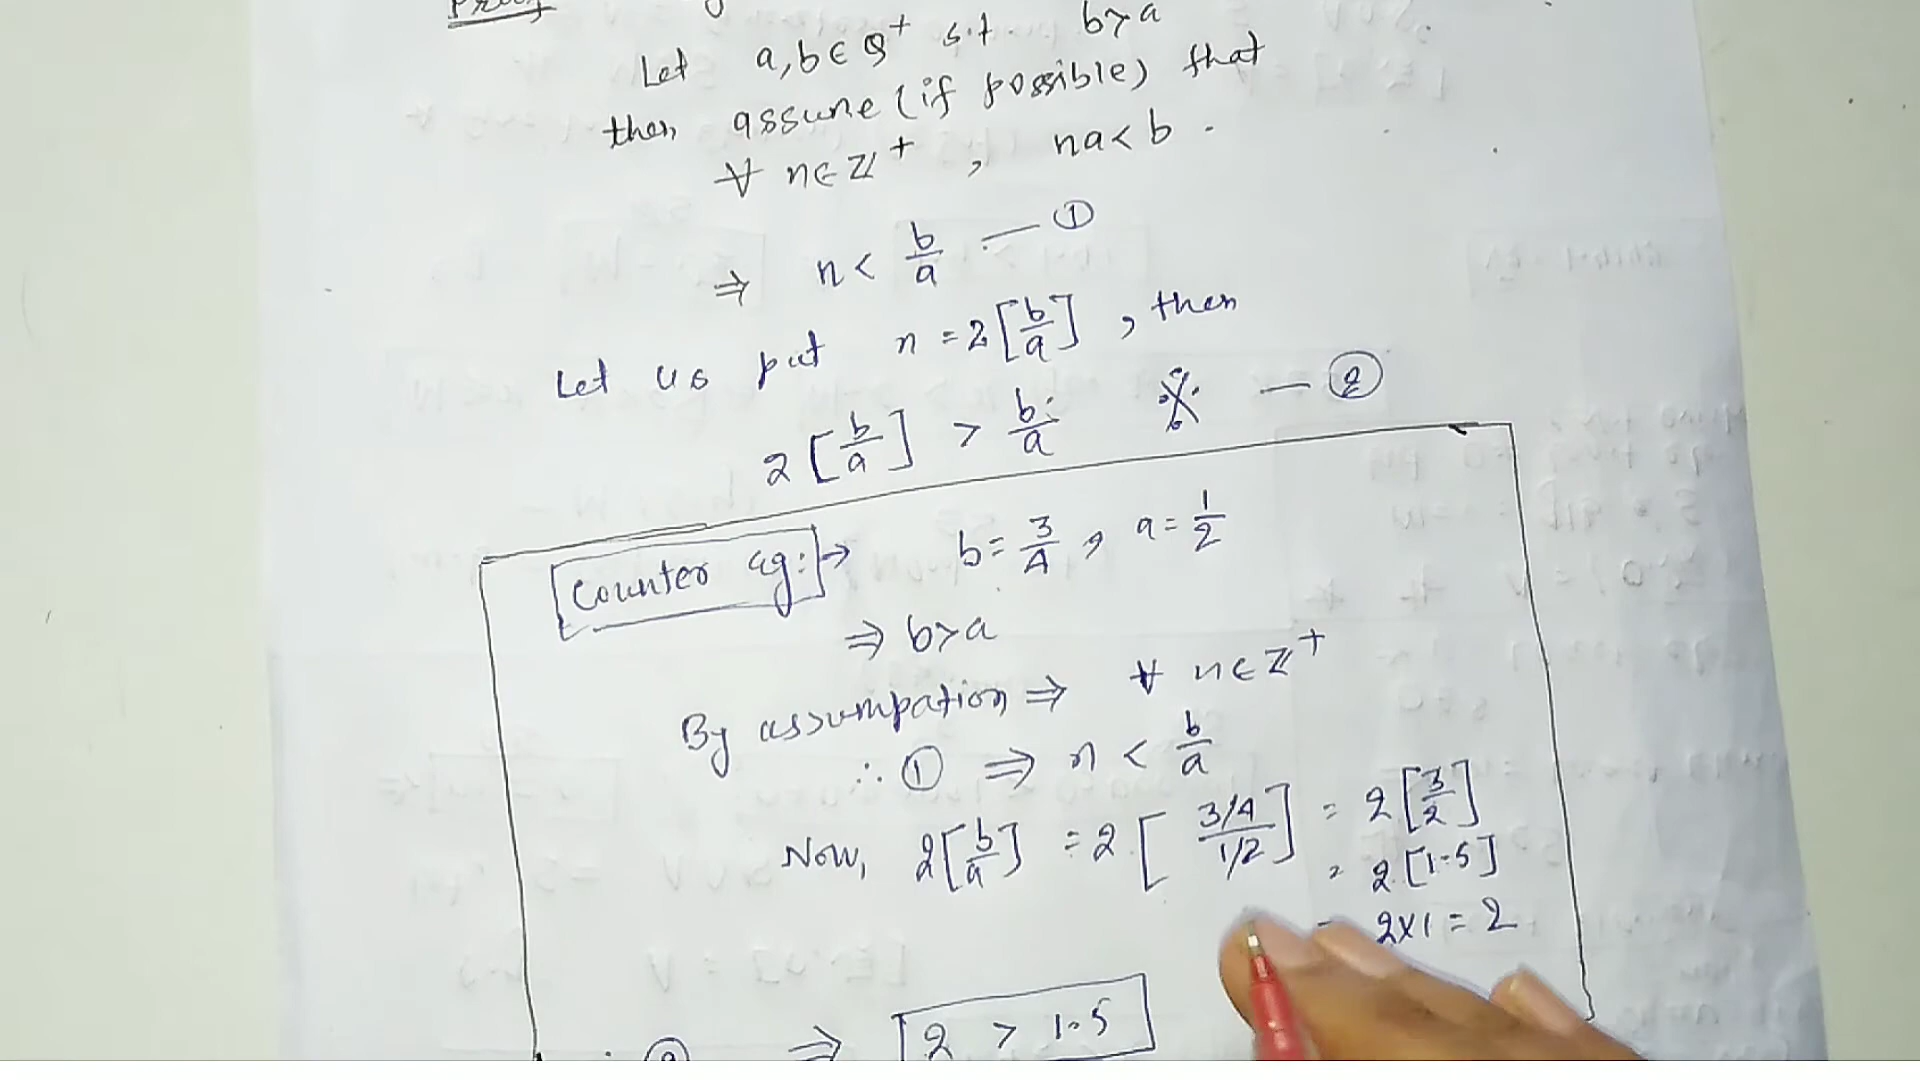 Proof
Let a, b ∈ Q⁺ s.t. b > a
then assume (if possible) that
∀ n ∈ ℤ⁺ , na < b .
⇒ n < b/a — ①
Let us put n = 2[b/a] , then
2[b/a] > b/a ※ — ②
Counter eg: → b = 3/4 , a = 1/2
⇒ b > a
By assumpation ⇒ ∀ n ∈ ℤ⁺
∴ ① ⇒ n < b/a
Now, 2[b/a] = 2[(3/4)/(1/2)] = 2[3/2]
= 2[1.5]
= 2×1 = 2
∴ ② ⇒ 2 > 1.5